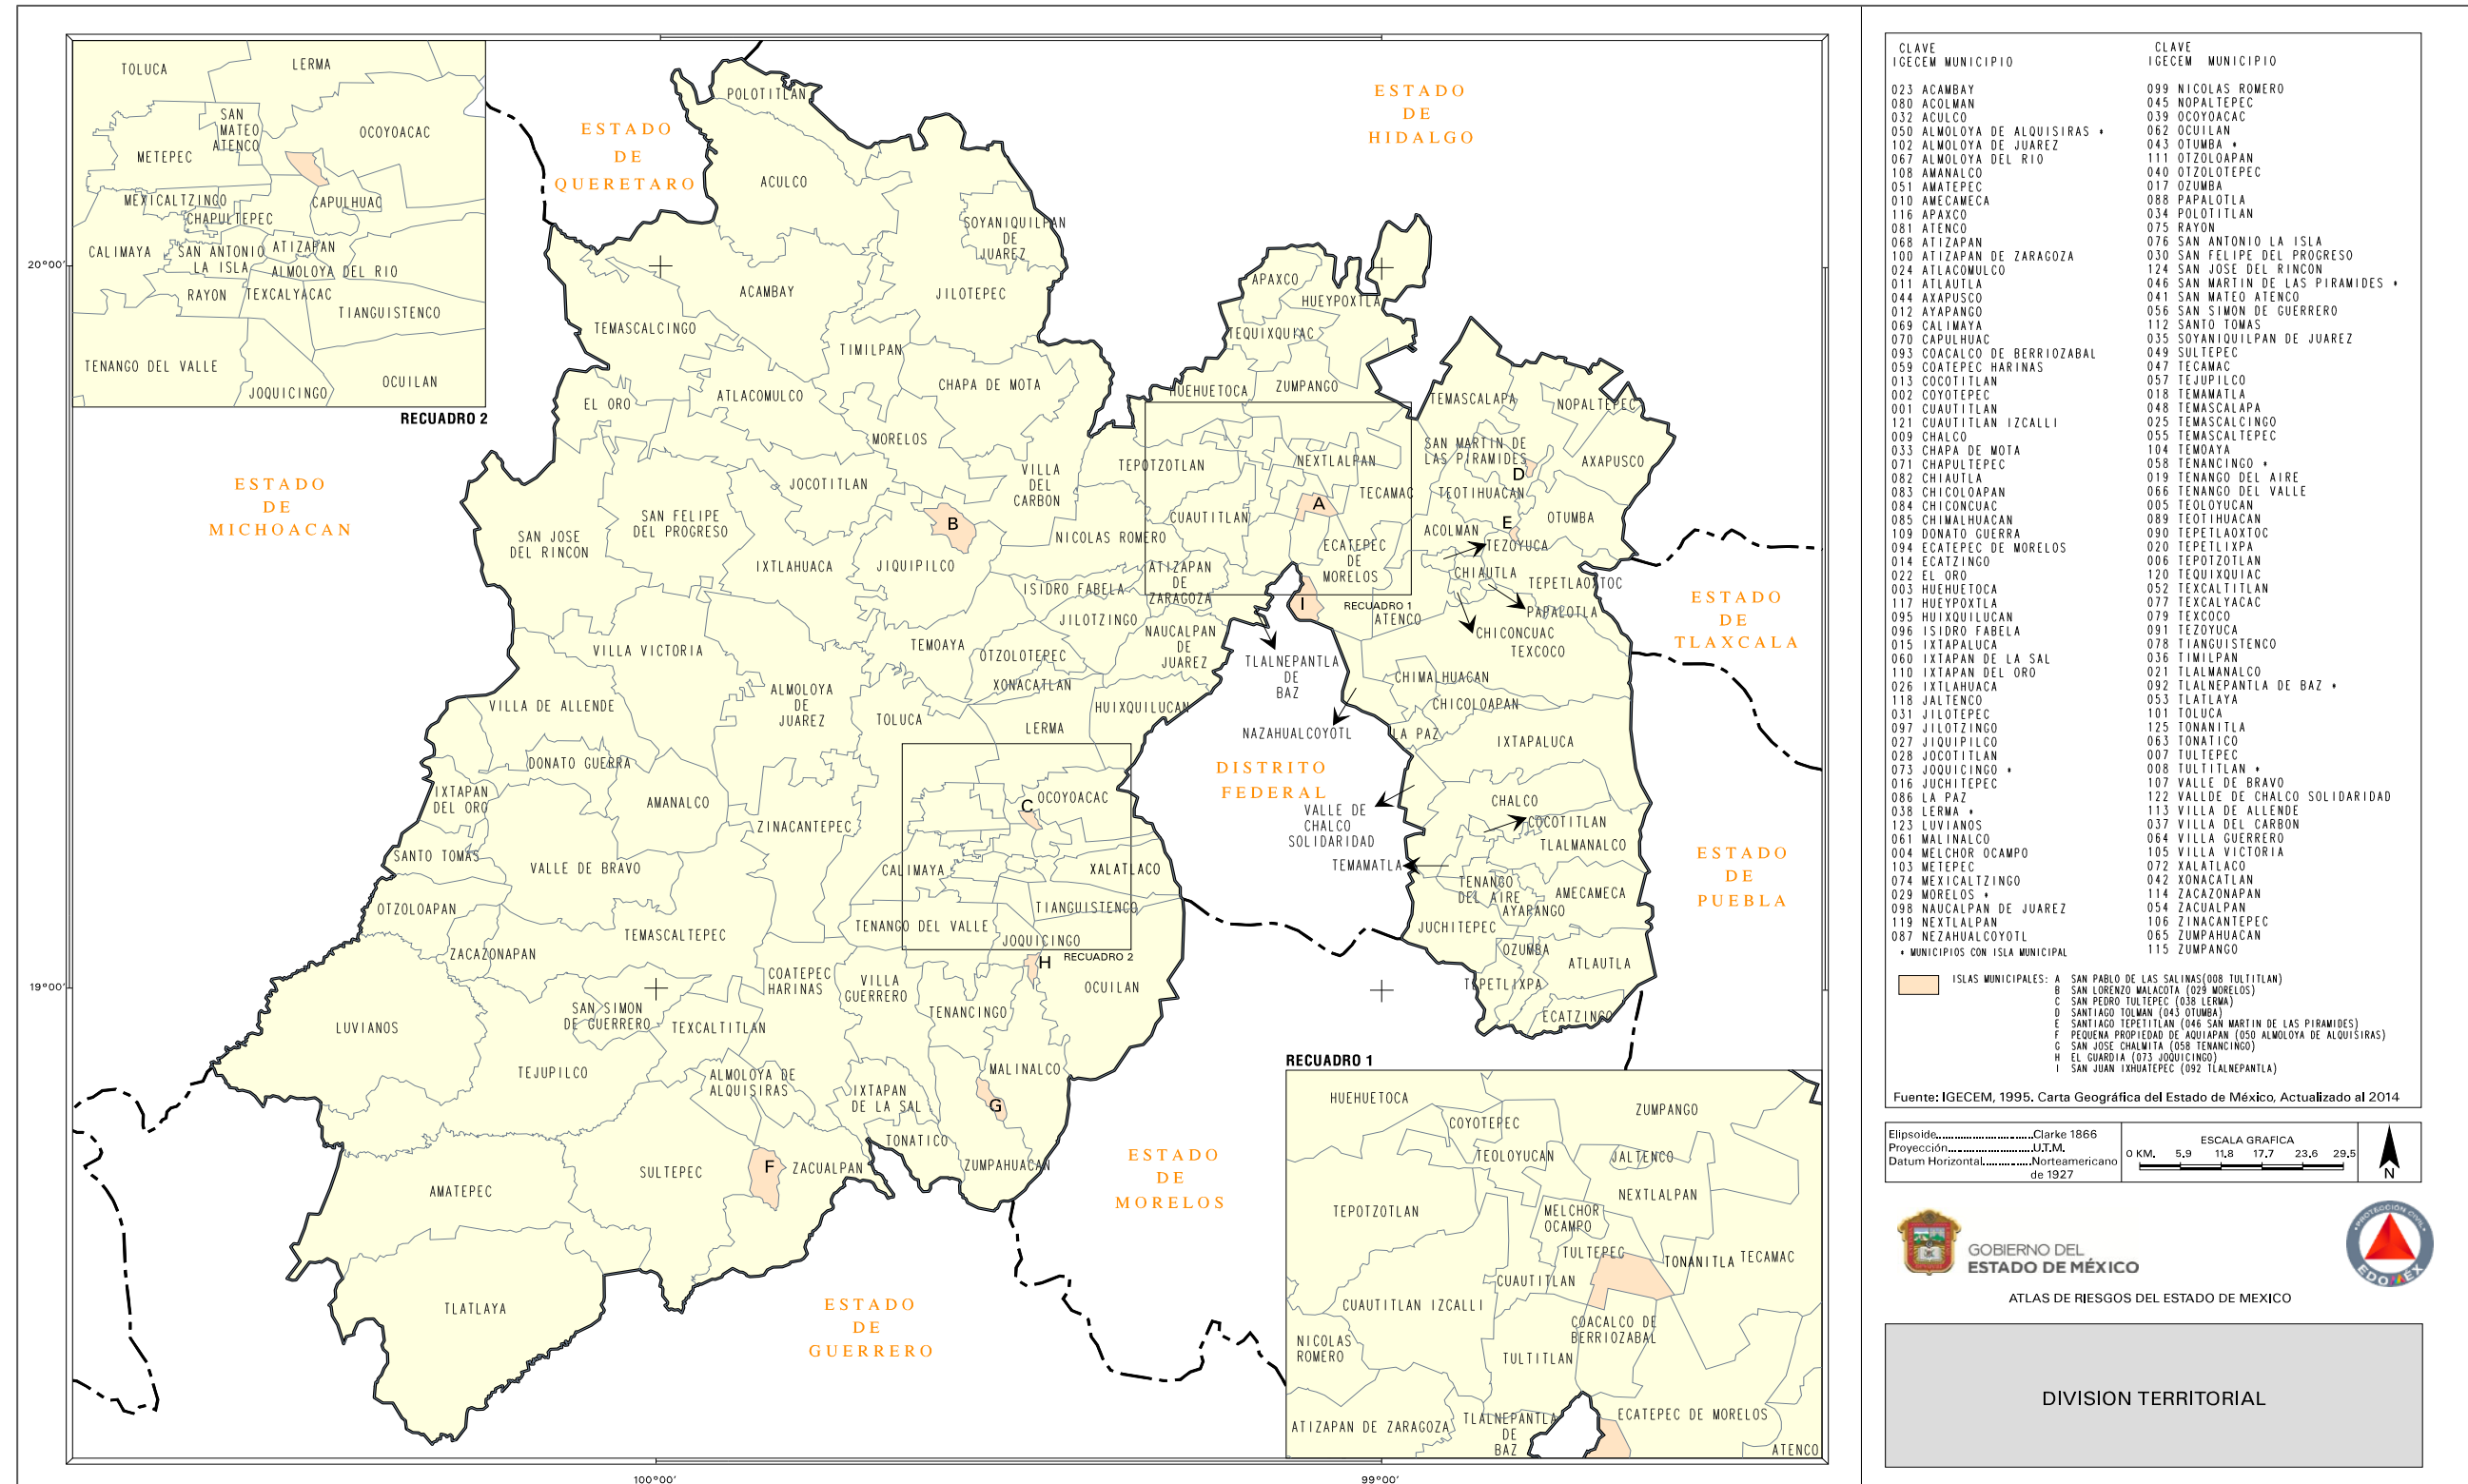 TOLUCA
LERMA
SAN
MATEO
ATENCO
OCOYOACAC
METEPEC
MEXICALTZINGO
CAPULHUAC
CHAPULTEPEC
CALIMAYA
SAN ANTONIO
LA ISLA
ATIZAPAN
ALMOLOYA DEL RIO
RAYON
TEXCALYACAC
TIANGUISTENCO
TENANGO DEL VALLE
JOQUICINGO
OCUILAN
RECUADRO 2
ESTADO
DE
QUERETARO
ESTADO
DE
HIDALGO
ESTADO
DE
MICHOACAN
ESTADO
DE
TLAXCALA
ESTADO
DE
PUEBLA
DISTRITO
FEDERAL
ESTADO
DE
MORELOS
ESTADO
DE
GUERRERO
20°00'
19°00'
100°00'
99°00'
POLOTITLAN
ACULCO
SOYANIQUILPAN
DE
JUAREZ
ACAMBAY
JILOTEPEC
TEMASCALCINGO
TIMILPAN
CHAPA DE MOTA
EL ORO
ATLACOMULCO
MORELOS
VILLA
DEL
CARBON
JOCOTITLAN
SAN FELIPE
DEL PROGRESO
SAN JOSE
DEL RINCON
B
IXTLAHUACA
JIQUIPILCO
NICOLAS ROMERO
ISIDRO FABELA
JILOTZINGO
NAUCALPAN
DE
JUAREZ
VILLA VICTORIA
TEMOAYA
OTZOLOTEPEC
XONACATLAN
HUIXQUILUCAN
VILLA DE ALLENDE
ALMOLOYA
DE
JUAREZ
TOLUCA
LERMA
DONATO GUERRA
IXTAPAN
DEL ORO
AMANALCO
ZINACANTEPEC
C
OCOYOACAC
SANTO TOMAS
VALLE DE BRAVO
CALIMAYA
XALATLACO
OTZOLOAPAN
TEMASCALTEPEC
TENANGO DEL VALLE
TIANGUISTENCO
JOQUICINGO
RECUADRO 2
ZACAZONAPAN
COATEPEC
HARINAS
VILLA
GUERRERO
H
OCUILAN
LUVIANOS
SAN SIMON
DE GUERRERO
TEXCALTITLAN
TENANCINGO
TEJUPILCO
ALMOLOYA DE
ALQUISIRAS
IXTAPAN
DE LA SAL
MALINALCO
G
TONATICO
ZUMPAHUACAN
SULTEPEC
F
ZACUALPAN
AMATEPEC
TLATLAYA
APAXCO
HUEYPOXTLA
TEQUIXQUIAC
HUEHUETOCA
ZUMPANGO
TEMASCALAPA
NOPALTEPEC
TEPOTZOTLAN
NEXTLALPAN
SAN MARTIN DE
LAS PIRAMIDES
AXAPUSCO
D
A
TECAMAC
TEOTIHUACAN
CUAUTITLAN
ACOLMAN
E
OTUMBA
ECATEPEC
DE
MORELOS
TEZOYUCA
ATIZAPAN
DE
ZARAGOZA
CHIAUTLA
TEPETLAOXTOC
I
RECUADRO 1
ATENCO
PAPALOTLA
CHICONCUAC
TEXCOCO
TLALNEPANTLA
DE
BAZ
CHIMALHUACAN
CHICOLOAPAN
NAZAHUALCOYOTL
LA PAZ
IXTAPALUCA
CHALCO
VALLE DE
CHALCO
SOLIDARIDAD
COCOTITLAN
TLALMANALCO
TEMAMATLA
TENANGO
DEL AIRE
AMECAMECA
AYAPANGO
JUCHITEPEC
OZUMBA
ATLAUTLA
TEPETLIXPA
ECATZINGO
RECUADRO 1
HUEHUETOCA
ZUMPANGO
COYOTEPEC
TEOLOYUCAN
JALTENCO
NEXTLALPAN
TEPOTZOTLAN
MELCHOR
OCAMPO
TULTEPEC
TONANITLA
TECAMAC
CUAUTITLAN
CUAUTITLAN IZCALLI
COACALCO DE
BERRIOZABAL
NICOLAS
ROMERO
TULTITLAN
ATIZAPAN DE ZARAGOZA
TLALNEPANTLA
DE
BAZ
ECATEPEC DE MORELOS
ATENCO
CLAVE
IGECEM MUNICIPIO
023 ACAMBAY
080 ACOLMAN
032 ACULCO
050 ALMOLOYA DE ALQUISIRAS *
102 ALMOLOYA DE JUAREZ
067 ALMOLOYA DEL RIO
108 AMANALCO
051 AMATEPEC
010 AMECAMECA
116 APAXCO
081 ATENCO
068 ATIZAPAN
100 ATIZAPAN DE ZARAGOZA
024 ATLACOMULCO
011 ATLAUTLA
044 AXAPUSCO
012 AYAPANGO
069 CALIMAYA
070 CAPULHUAC
093 COACALCO DE BERRIOZABAL
059 COATEPEC HARINAS
013 COCOTITLAN
002 COYOTEPEC
001 CUAUTITLAN
121 CUAUTITLAN IZCALLI
009 CHALCO
033 CHAPA DE MOTA
071 CHAPULTEPEC
082 CHIAUTLA
083 CHICOLOAPAN
084 CHICONCUAC
085 CHIMALHUACAN
109 DONATO GUERRA
094 ECATEPEC DE MORELOS
014 ECATZINGO
022 EL ORO
003 HUEHUETOCA
117 HUEYPOXTLA
095 HUIXQUILUCAN
096 ISIDRO FABELA
015 IXTAPALUCA
060 IXTAPAN DE LA SAL
110 IXTAPAN DEL ORO
026 IXTLAHUACA
118 JALTENCO
031 JILOTEPEC
097 JILOTZINGO
027 JIQUIPILCO
028 JOCOTITLAN
073 JOQUICINGO *
016 JUCHITEPEC
086 LA PAZ
038 LERMA *
123 LUVIANOS
061 MALINALCO
004 MELCHOR OCAMPO
103 METEPEC
074 MEXICALTZINGO
029 MORELOS *
098 NAUCALPAN DE JUAREZ
119 NEXTLALPAN
087 NEZAHUALCOYOTL
* MUNICIPIOS CON ISLA MUNICIPAL
CLAVE
IGECEM MUNICIPIO
099 NICOLAS ROMERO
045 NOPALTEPEC
039 OCOYOACAC
062 OCUILAN
043 OTUMBA *
111 OTZOLOAPAN
040 OTZOLOTEPEC
017 OZUMBA
088 PAPALOTLA
034 POLOTITLAN
075 RAYON
076 SAN ANTONIO LA ISLA
030 SAN FELIPE DEL PROGRESO
124 SAN JOSE DEL RINCON
046 SAN MARTIN DE LAS PIRAMIDES *
041 SAN MATEO ATENCO
056 SAN SIMON DE GUERRERO
112 SANTO TOMAS
035 SOYANIQUILPAN DE JUAREZ
049 SULTEPEC
047 TECAMAC
057 TEJUPILCO
018 TEMAMATLA
048 TEMASCALAPA
025 TEMASCALCINGO
055 TEMASCALTEPEC
104 TEMOAYA
058 TENANCINGO *
019 TENANGO DEL AIRE
066 TENANGO DEL VALLE
005 TEOLOYUCAN
089 TEOTIHUACAN
090 TEPETLAOXTOC
020 TEPETLIXPA
006 TEPOTZOTLAN
120 TEQUIXQUIAC
052 TEXCALTITLAN
077 TEXCALYACAC
079 TEXCOCO
091 TEZOYUCA
078 TIANGUISTENCO
036 TIMILPAN
021 TLALMANALCO
092 TLALNEPANTLA DE BAZ *
053 TLATLAYA
101 TOLUCA
125 TONANITLA
063 TONATICO
007 TULTEPEC
008 TULTITLAN *
107 VALLE DE BRAVO
122 VALLDE DE CHALCO SOLIDARIDAD
113 VILLA DE ALLENDE
037 VILLA DEL CARBON
064 VILLA GUERRERO
105 VILLA VICTORIA
072 XALATLACO
042 XONACATLAN
114 ZACAZONAPAN
054 ZACUALPAN
106 ZINACANTEPEC
065 ZUMPAHUACAN
115 ZUMPANGO
ISLAS MUNICIPALES: A SAN PABLO DE LAS SALINAS(008 TULTITLAN)
B SAN LORENZO MALACOTA (029 MORELOS)
C SAN PEDRO TULTEPEC (038 LERMA)
D SANTIAGO TOLMAN (043 OTUMBA)
E SANTIAGO TEPETITLAN (046 SAN MARTIN DE LAS PIRAMIDES)
F PEQUENA PROPIEDAD DE AQUIAPAN (050 ALMOLOYA DE ALQUISIRAS)
G SAN JOSE CHALMITA (058 TENANCINGO)
H EL GUARDIA (073 JOQUICINGO)
I SAN JUAN IXHUATEPEC (092 TLALNEPANTLA)
Fuente: IGECEM, 1995. Carta Geográfica del Estado de México, Actualizado al 2014
Elipsoide..............................Clarke 1866
Proyección..........................U.T.M.
Datum Horizontal...............Norteamericano
de 1927
ESCALA GRAFICA
0 KM. 5.9 11.8 17.7 23.6 29.5
N
GOBIERNO DEL
ESTADO DE MÉXICO
PROTECCIÓN CIVIL
EDOMÉX
ATLAS DE RIESGOS DEL ESTADO DE MEXICO
DIVISION TERRITORIAL